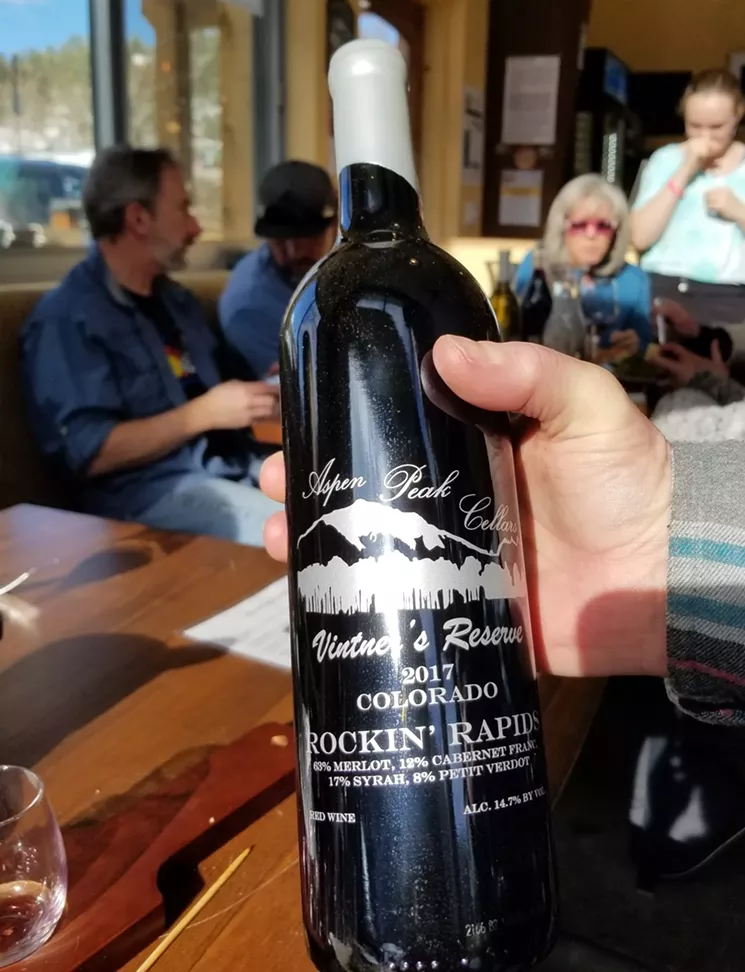 Aspen Peak
Cellars
Vintner's Reserve
2017
COLORADO
ROCKIN' RAPIDS
63% MERLOT, 12% CABERNET FRANC,
17% SYRAH, 8% PETIT VERDOT
RED WINE
ALC. 14.7% BY VOL.